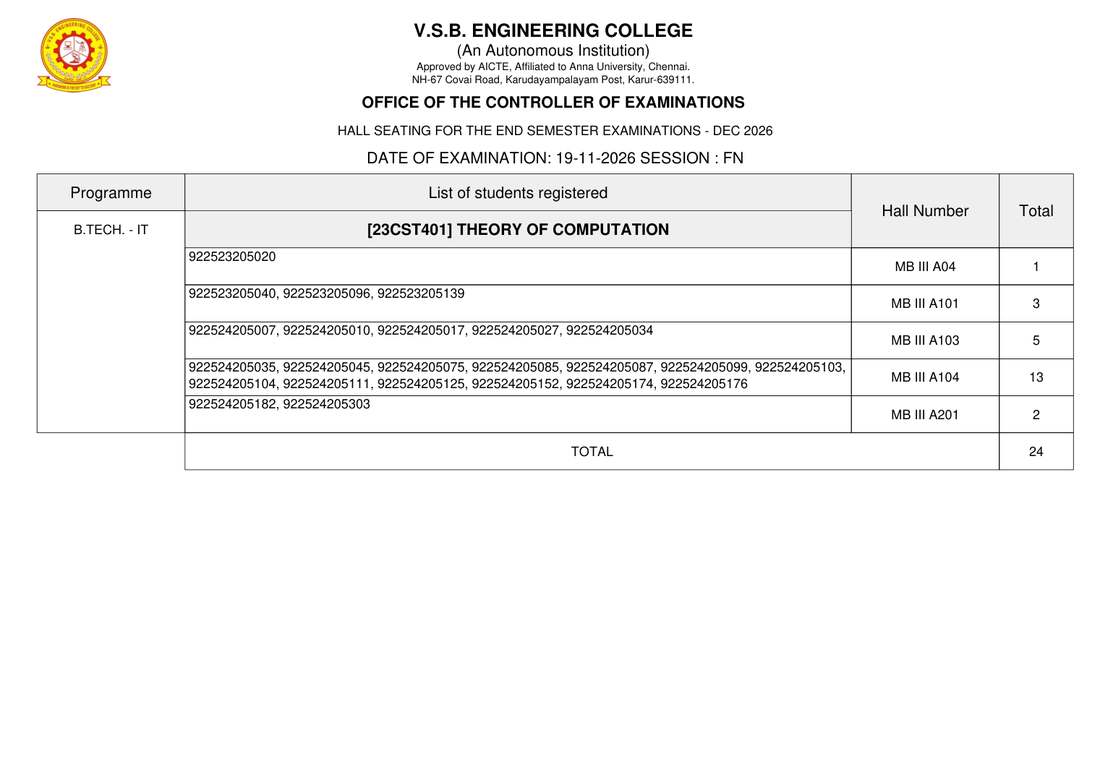 V.S.B. ENGINEERING COLLEGE
(An Autonomous Institution)
Approved by AICTE, Affiliated to Anna University, Chennai.
NH-67 Covai Road, Karudayampalayam Post, Karur-639111.
OFFICE OF THE CONTROLLER OF EXAMINATIONS
HALL SEATING FOR THE END SEMESTER EXAMINATIONS - DEC 2026
DATE OF EXAMINATION: 19-11-2026 SESSION : FN
Programme List of students registered Hall Number Total
B.TECH. - IT [23CST401] THEORY OF COMPUTATION
922523205020 MB III A04 1
922523205040, 922523205096, 922523205139 MB III A101 3
922524205007, 922524205010, 922524205017, 922524205027, 922524205034 MB III A103 5
922524205035, 922524205045, 922524205075, 922524205085, 922524205087, 922524205099, 922524205103,
922524205104, 922524205111, 922524205125, 922524205152, 922524205174, 922524205176 MB III A104 13
922524205182, 922524205303 MB III A201 2
TOTAL 24